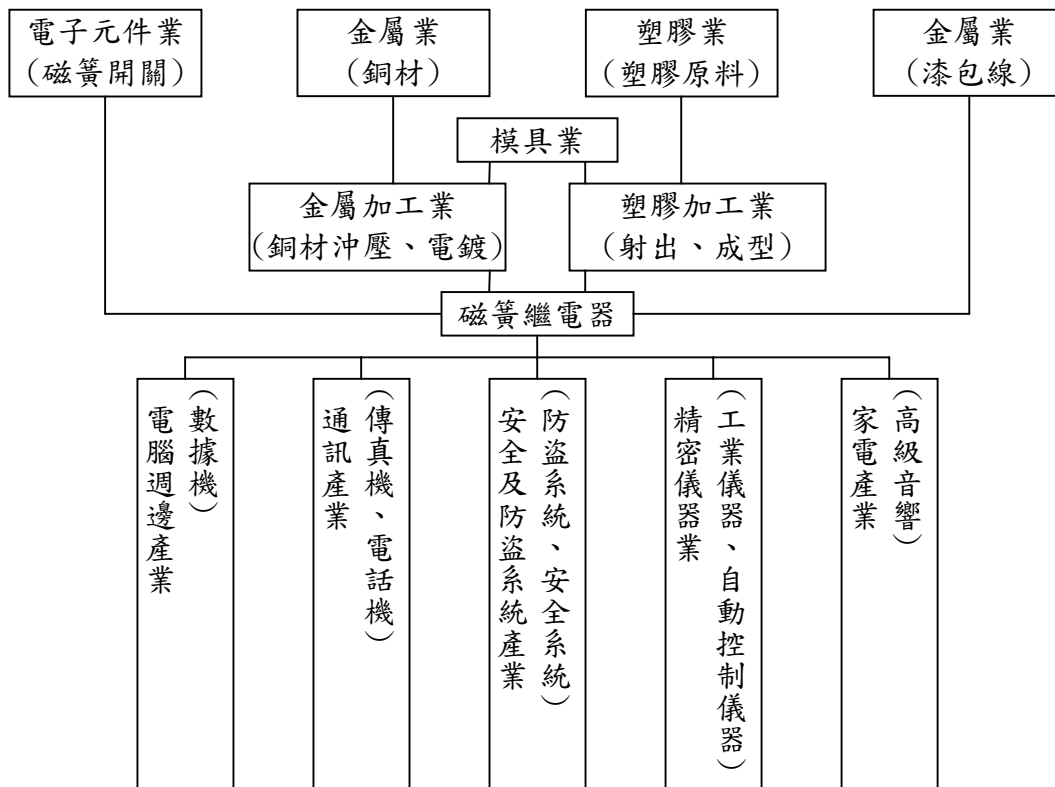 電子元件業
(磁簧開關)
金屬業
(銅材)
塑膠業
(塑膠原料)
金屬業
(漆包線)
模具業
金屬加工業
(銅材沖壓、電鍍)
塑膠加工業
(射出、成型)
磁簧繼電器
電腦週邊產業
(數據機)
通訊產業
(傳真機、電話機)
安全及防盜系統產業
(防盜系統、安全系統)
精密儀器業
(工業儀器、自動控制儀器)
家電產業
(高級音響)